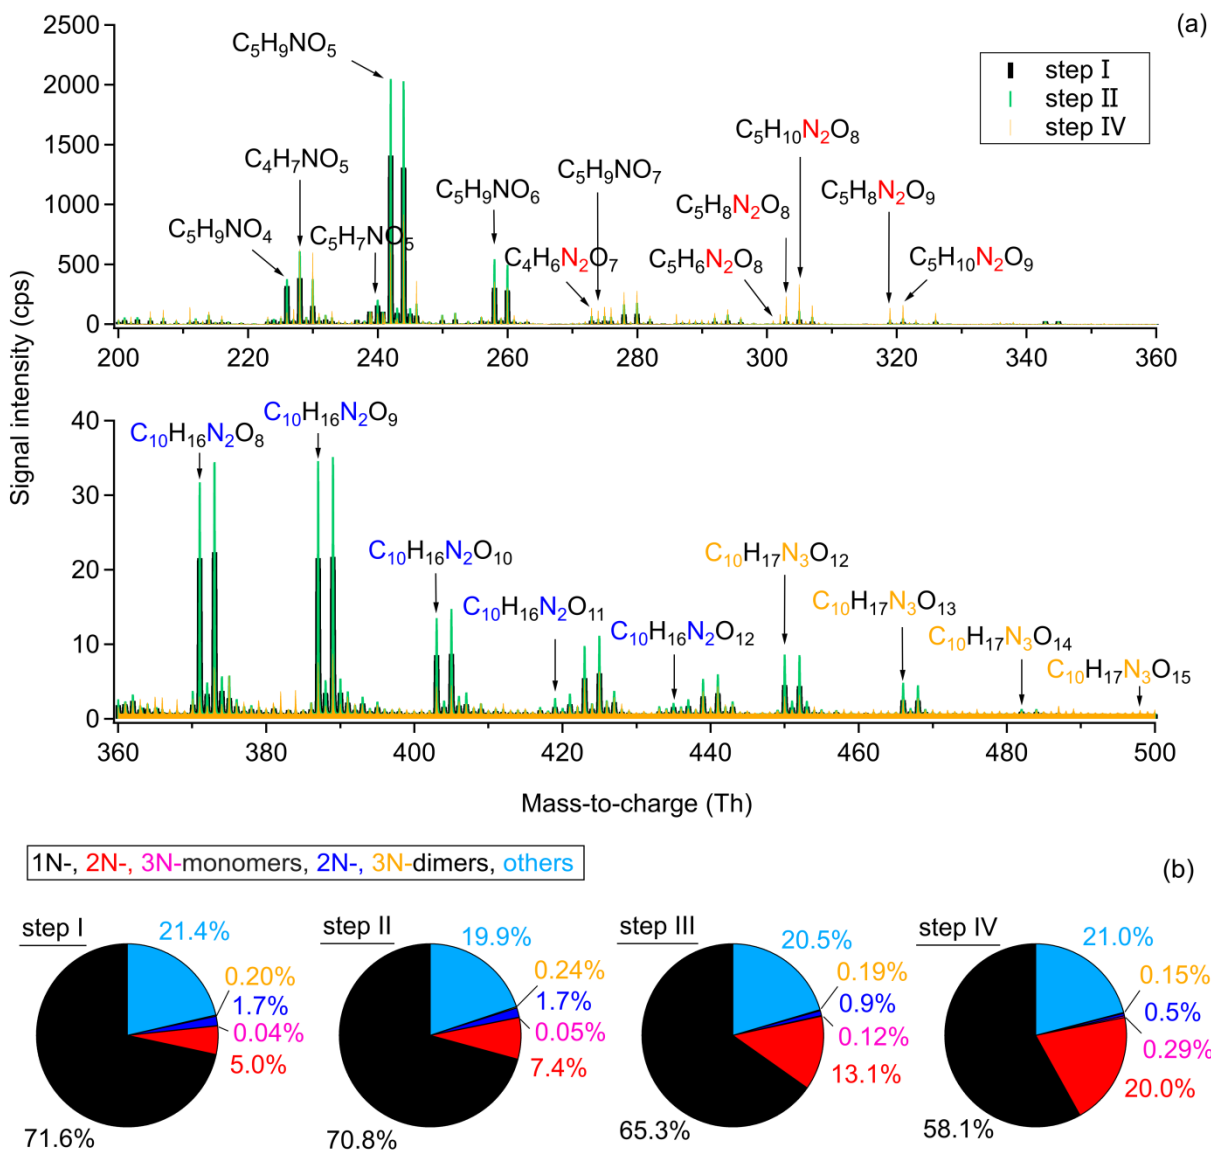 (a)
2500
2000
1500
1000
500
0
Signal intensity (cps)
step I
step II
step IV
C₅H₉NO₅
C₄H₇NO₅
C₅H₉NO₄
C₅H₇NO₅
C₅H₉NO₆
C₅H₉NO₇
C₄H₆N₂O₇
C₅H₁₀N₂O₈
C₅H₈N₂O₈
C₅H₆N₂O₈
C₅H₈N₂O₉
C₅H₁₀N₂O₉
200 220 240 260 280 300 320 340 360
40
30
20
10
0
C₁₀H₁₆N₂O₈
C₁₀H₁₆N₂O₉
C₁₀H₁₆N₂O₁₀
C₁₀H₁₆N₂O₁₁
C₁₀H₁₆N₂O₁₂
C₁₀H₁₇N₃O₁₂
C₁₀H₁₇N₃O₁₃
C₁₀H₁₇N₃O₁₄
C₁₀H₁₇N₃O₁₅
360 380 400 420 440 460 480 500
Mass-to-charge (Th)
1N-, 2N-, 3N-monomers, 2N-, 3N-dimers, others
(b)
step I
21.4%
0.20%
1.7%
0.04%
5.0%
71.6%
step II
19.9%
0.24%
1.7%
0.05%
7.4%
70.8%
step III
20.5%
0.19%
0.9%
0.12%
13.1%
65.3%
step IV
21.0%
0.15%
0.5%
0.29%
20.0%
58.1%